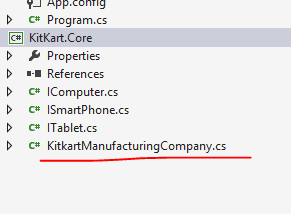 App.config
C# Program.cs
C# KitKart.Core
Properties
References
C# IComputer.cs
C# ISmartPhone.cs
C# ITablet.cs
C# KitkartManufacturingCompany.cs